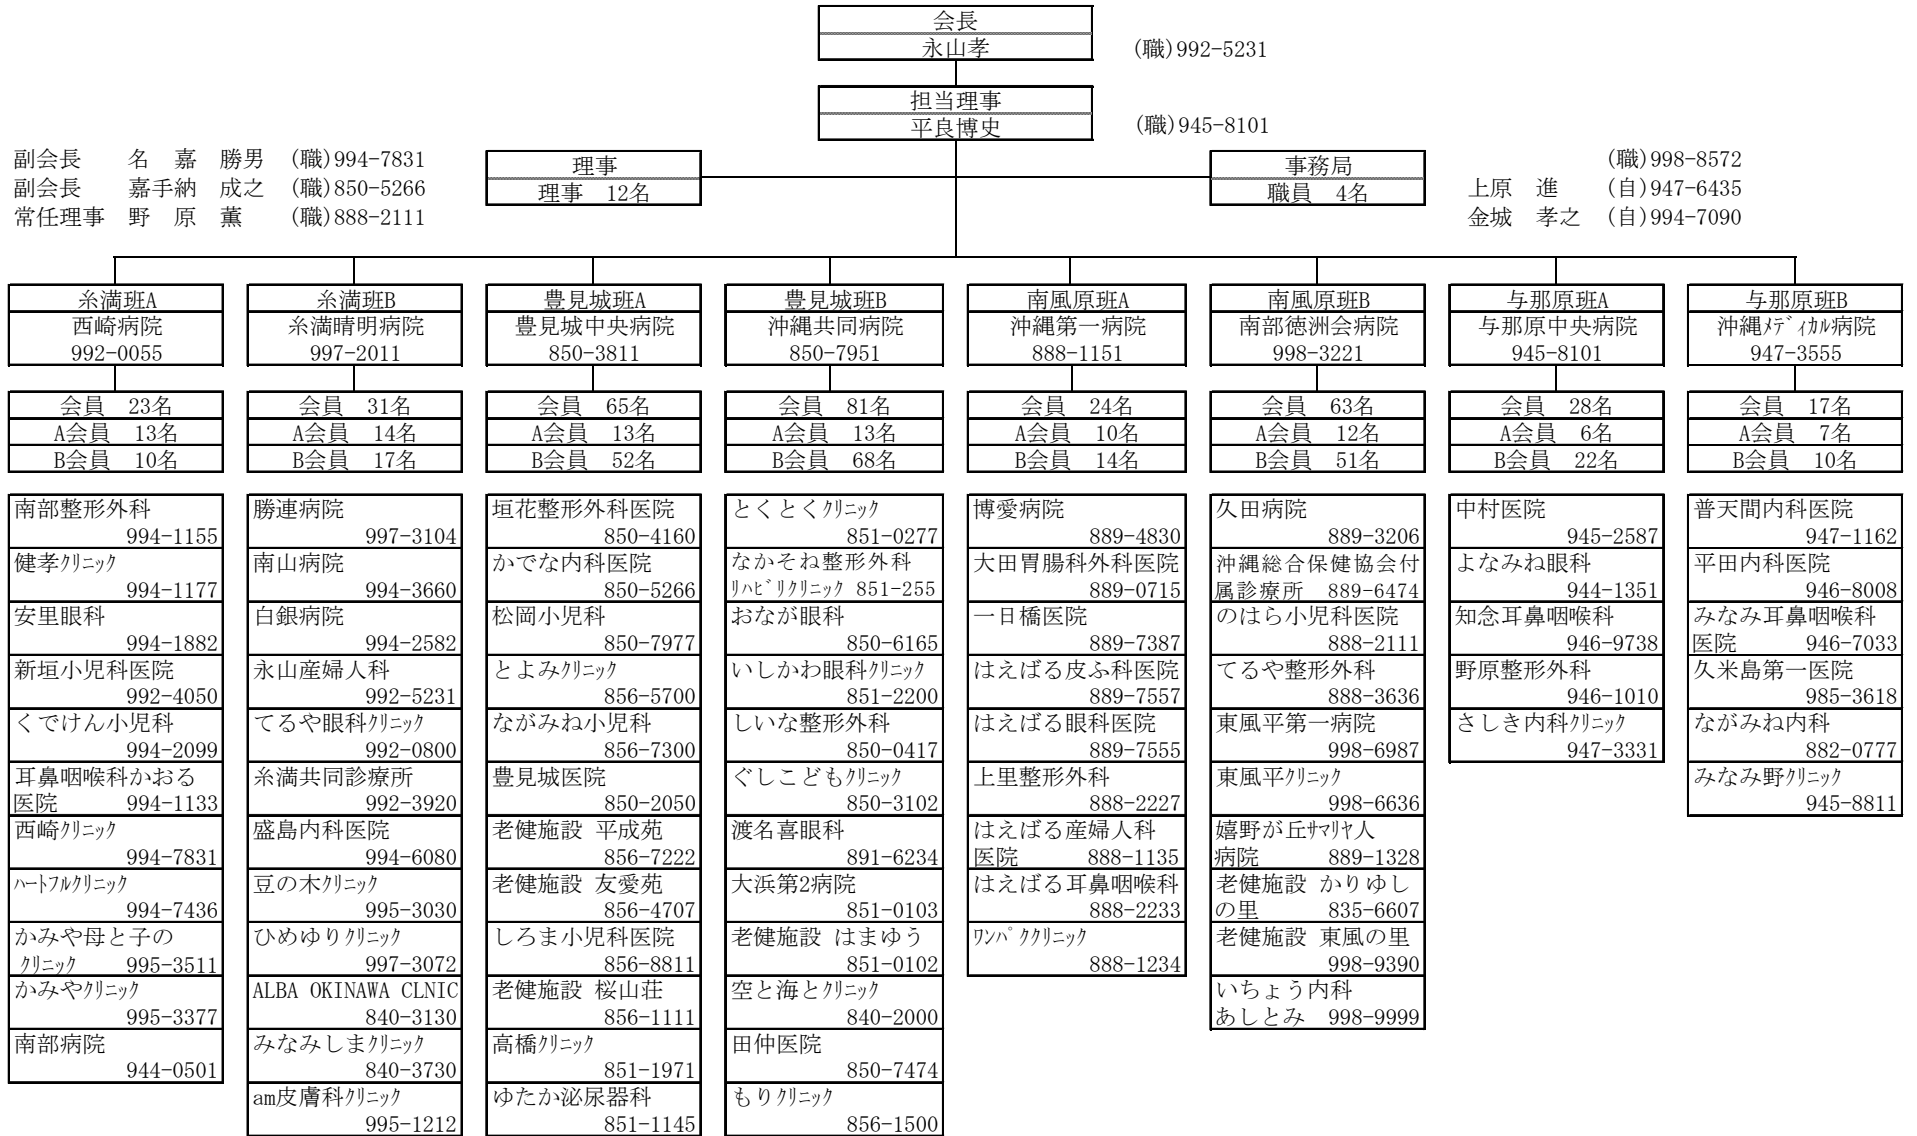 会長
永山孝 (職)992-5231
担当理事
平良博史 (職)945-8101
副会長 名 嘉 勝男 (職)994-7831
副会長 嘉手納 成之 (職)850-5266
常任理事 野 原 薫 (職)888-2111
理事
理事 12名
事務局
職員 4名
(職)998-8572
上原 進 (自)947-6435
金城 孝之 (自)994-7090
糸満班A
西崎病院
992-0055
会員 23名
A会員 13名
B会員 10名
南部整形外科
994-1155
健孝ｸﾘﾆｯｸ
994-1177
安里眼科
994-1882
新垣小児科医院
992-4050
くでけん小児科
994-2099
耳鼻咽喉科かおる
医院 994-1133
西崎ｸﾘﾆｯｸ
994-7831
ﾊｰﾄﾌﾙｸﾘﾆｯｸ
994-7436
かみや母と子の
ｸﾘﾆｯｸ 995-3511
かみやｸﾘﾆｯｸ
995-3377
南部病院
944-0501
糸満班B
糸満晴明病院
997-2011
会員 31名
A会員 14名
B会員 17名
勝連病院
997-3104
南山病院
994-3660
白銀病院
994-2582
永山産婦人科
992-5231
てるや眼科ｸﾘﾆｯｸ
992-0800
糸満共同診療所
992-3920
盛島内科医院
994-6080
豆の木ｸﾘﾆｯｸ
995-3030
ひめゆりｸﾘﾆｯｸ
997-3072
ALBA OKINAWA CLNIC
840-3130
みなみしまｸﾘﾆｯｸ
840-3730
am皮膚科ｸﾘﾆｯｸ
995-1212
豊見城班A
豊見城中央病院
850-3811
会員 65名
A会員 13名
B会員 52名
垣花整形外科医院
850-4160
かでな内科医院
850-5266
松岡小児科
850-7977
とよみｸﾘﾆｯｸ
856-5700
ながみね小児科
856-7300
豊見城医院
850-2050
老健施設 平成苑
856-7222
老健施設 友愛苑
856-4707
しろま小児科医院
856-8811
老健施設 桜山荘
856-1111
高橋ｸﾘﾆｯｸ
851-1971
ゆたか泌尿器科
851-1145
豊見城班B
沖縄共同病院
850-7951
会員 81名
A会員 13名
B会員 68名
とくとくｸﾘﾆｯｸ
851-0277
なかそね整形外科
ﾘﾊﾋﾞﾘｸﾘﾆｯｸ 851-255
おなが眼科
850-6165
いしかわ眼科ｸﾘﾆｯｸ
851-2200
しいな整形外科
850-0417
ぐしこどもｸﾘﾆｯｸ
850-3102
渡名喜眼科
891-6234
大浜第2病院
851-0103
老健施設 はまゆう
851-0102
空と海とｸﾘﾆｯｸ
840-2000
田仲医院
850-7474
もりｸﾘﾆｯｸ
856-1500
南風原班A
沖縄第一病院
888-1151
会員 24名
A会員 10名
B会員 14名
博愛病院
889-4830
大田胃腸科外科医院
889-0715
一日橋医院
889-7387
はえばる皮ふ科医院
889-7557
はえばる眼科医院
889-7555
上里整形外科
888-2227
はえばる産婦人科
医院 888-1135
はえばる耳鼻咽喉科
888-2233
ﾜﾝﾊﾟｸｸﾘﾆｯｸ
888-1234
南風原班B
南部徳洲会病院
998-3221
会員 63名
A会員 12名
B会員 51名
久田病院
889-3206
沖縄総合保健協会付
属診療所 889-6474
のはら小児科医院
888-2111
てるや整形外科
888-3636
東風平第一病院
998-6987
東風平ｸﾘﾆｯｸ
998-6636
嬉野が丘ｻﾏﾘﾔ人
病院 889-1328
老健施設 かりゆし
の里 835-6607
老健施設 東風の里
998-9390
いちょう内科
あしとみ 998-9999
与那原班A
与那原中央病院
945-8101
会員 28名
A会員 6名
B会員 22名
中村医院
945-2587
よなみね眼科
944-1351
知念耳鼻咽喉科
946-9738
野原整形外科
946-1010
さしき内科ｸﾘﾆｯｸ
947-3331
与那原班B
沖縄ﾒﾃﾞｨｶﾙ病院
947-3555
会員 17名
A会員 7名
B会員 10名
普天間内科医院
947-1162
平田内科医院
946-8008
みなみ耳鼻咽喉科
医院 946-7033
久米島第一医院
985-3618
ながみね内科
882-0777
みなみ野ｸﾘﾆｯｸ
945-8811